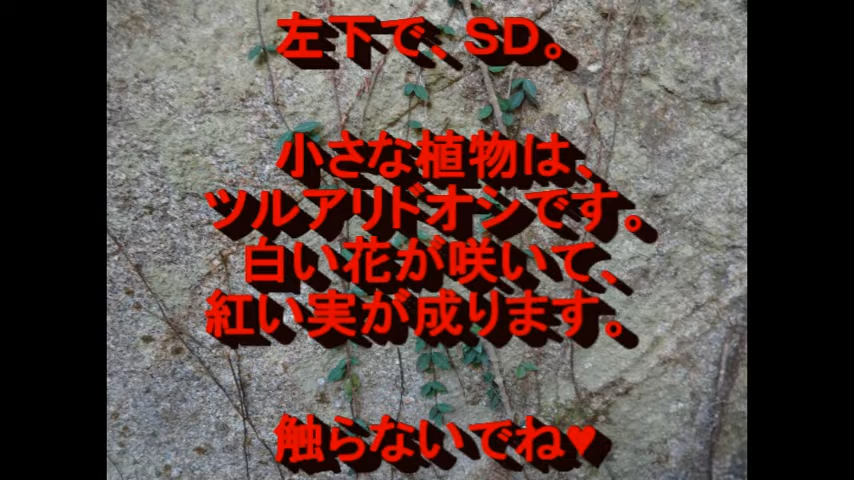 左下で、ＳＤ。
小さな植物は、
ツルアリドオシです。
白い花が咲いて、
紅い実が成ります。
触らないでね♥